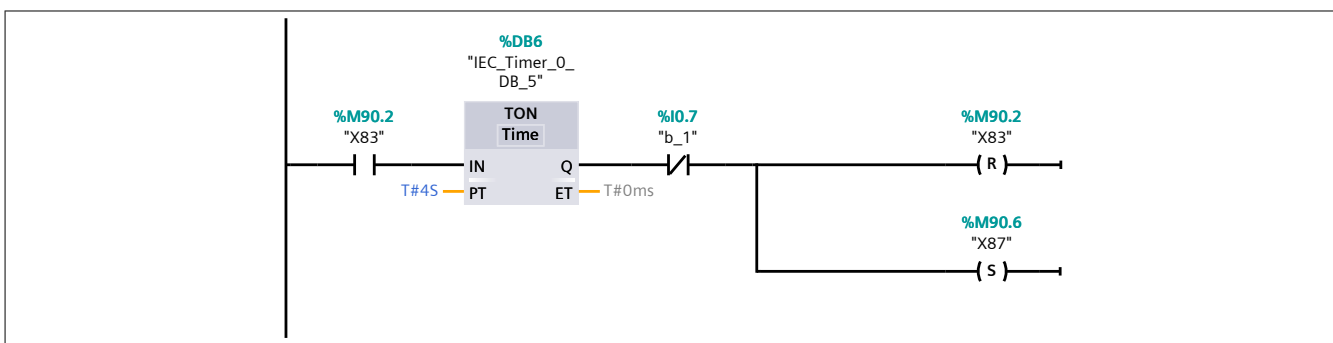 %DB6
"IEC_Timer_0_
DB_5"
%M90.2
"X83"
TON
Time
IN
Q
T#4S
PT
ET
T#0ms
%I0.7
"b_1"
%M90.2
"X83"
R
%M90.6
"X87"
S